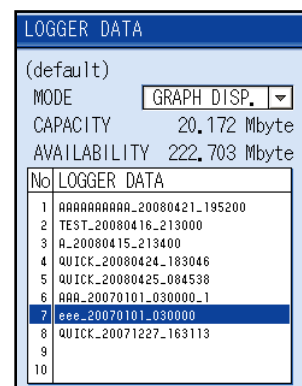 LOGGER DATA
(default)
MODE GRAPH DISP.
CAPACITY 20.172 Mbyte
AVAILABILITY 222.703 Mbyte
No LOGGER DATA
1 AAAAAAAAAA_20080421_195200
2 TEST_20080416_213000
3 A_20080415_213400
4 QUICK_20080424_183046
5 QUICK_20080425_084538
6 AAA_20070101_030000_1
7 eee_20070101_030000
8 QUICK_20071227_163113
9
10